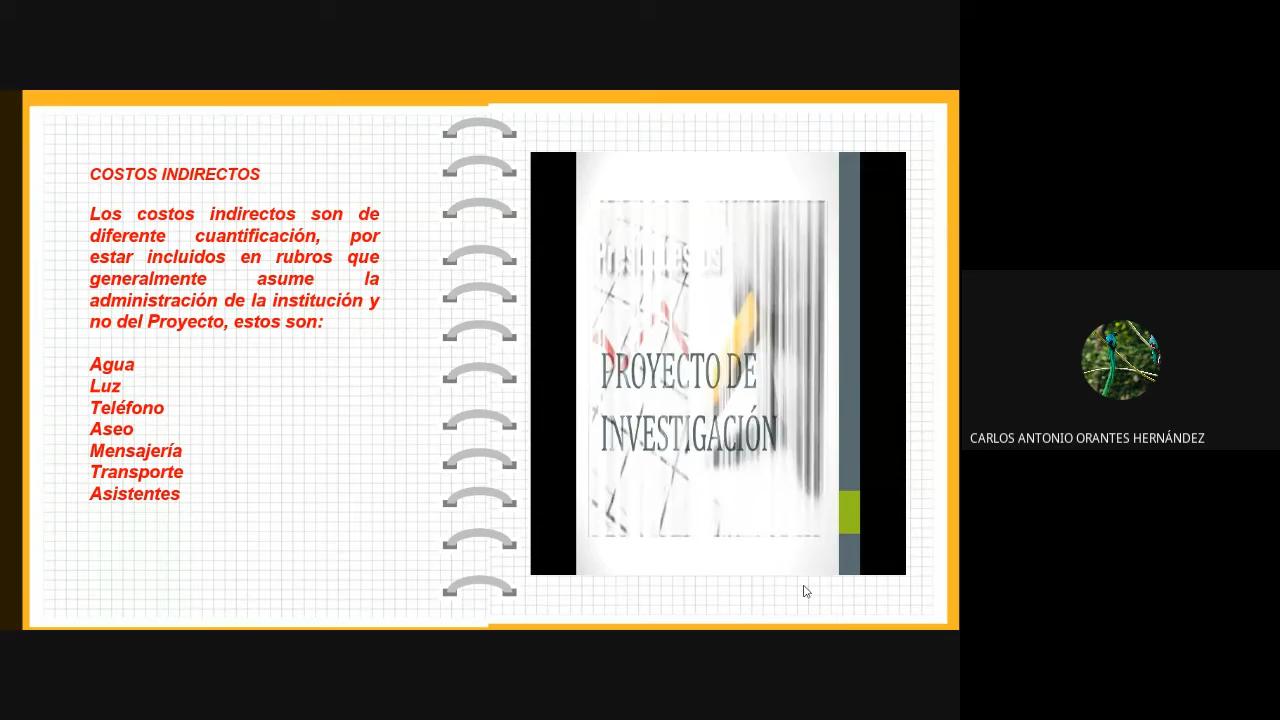 COSTOS INDIRECTOS
Los costos indirectos son de
diferente cuantificación, por
estar incluidos en rubros que
generalmente asume la
administración de la institución y
no del Proyecto, estos son:
Agua
Luz
Teléfono
Aseo
Mensajería
Transporte
Asistentes
PROYECTO DE
INVESTIGACIÓN
CARLOS ANTONIO ORANTES HERNÁNDEZ